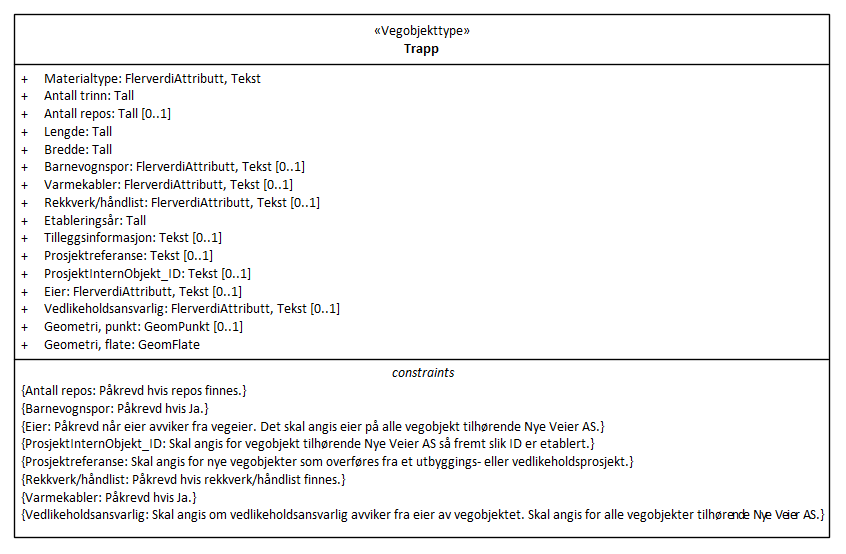 «Vegobjekttype»
Trapp
+ Materialtype: FlerverdiAttributt, Tekst
+ Antall trinn: Tall
+ Antall repos: Tall [0..1]
+ Lengde: Tall
+ Bredde: Tall
+ Barnevognspor: FlerverdiAttributt, Tekst [0..1]
+ Varmekabler: FlerverdiAttributt, Tekst [0..1]
+ Rekkverk/håndlist: FlerverdiAttributt, Tekst [0..1]
+ Etableringsår: Tall
+ Tilleggsinformasjon: Tekst [0..1]
+ Prosjektreferanse: Tekst [0..1]
+ ProsjektInternObjekt_ID: Tekst [0..1]
+ Eier: FlerverdiAttributt, Tekst [0..1]
+ Vedlikeholdsansvarlig: FlerverdiAttributt, Tekst [0..1]
+ Geometri, punkt: GeomPunkt [0..1]
+ Geometri, flate: GeomFlate
constraints
{Antall repos: Påkrevd hvis repos finnes.}
{Barnevognspor: Påkrevd hvis Ja.}
{Eier: Påkrevd når eier avviker fra vegeier. Det skal angis eier på alle vegobjekt tilhørende Nye Veier AS.}
{ProsjektInternObjekt_ID: Skal angis for vegobjekt tilhørende Nye Veier AS så fremt slik ID er etablert.}
{Prosjektreferanse: Skal angis for nye vegobjekter som overføres fra et utbyggings- eller vedlikeholdsprosjekt.}
{Rekkverk/håndlist: Påkrevd hvis rekkverk/håndlist finnes.}
{Varmekabler: Påkrevd hvis Ja.}
{Vedlikeholdsansvarlig: Skal angis om vedlikeholdsansvarlig avviker fra eier av vegobjektet. Skal angis for alle vegobjekter tilhørende Nye Veier AS.}